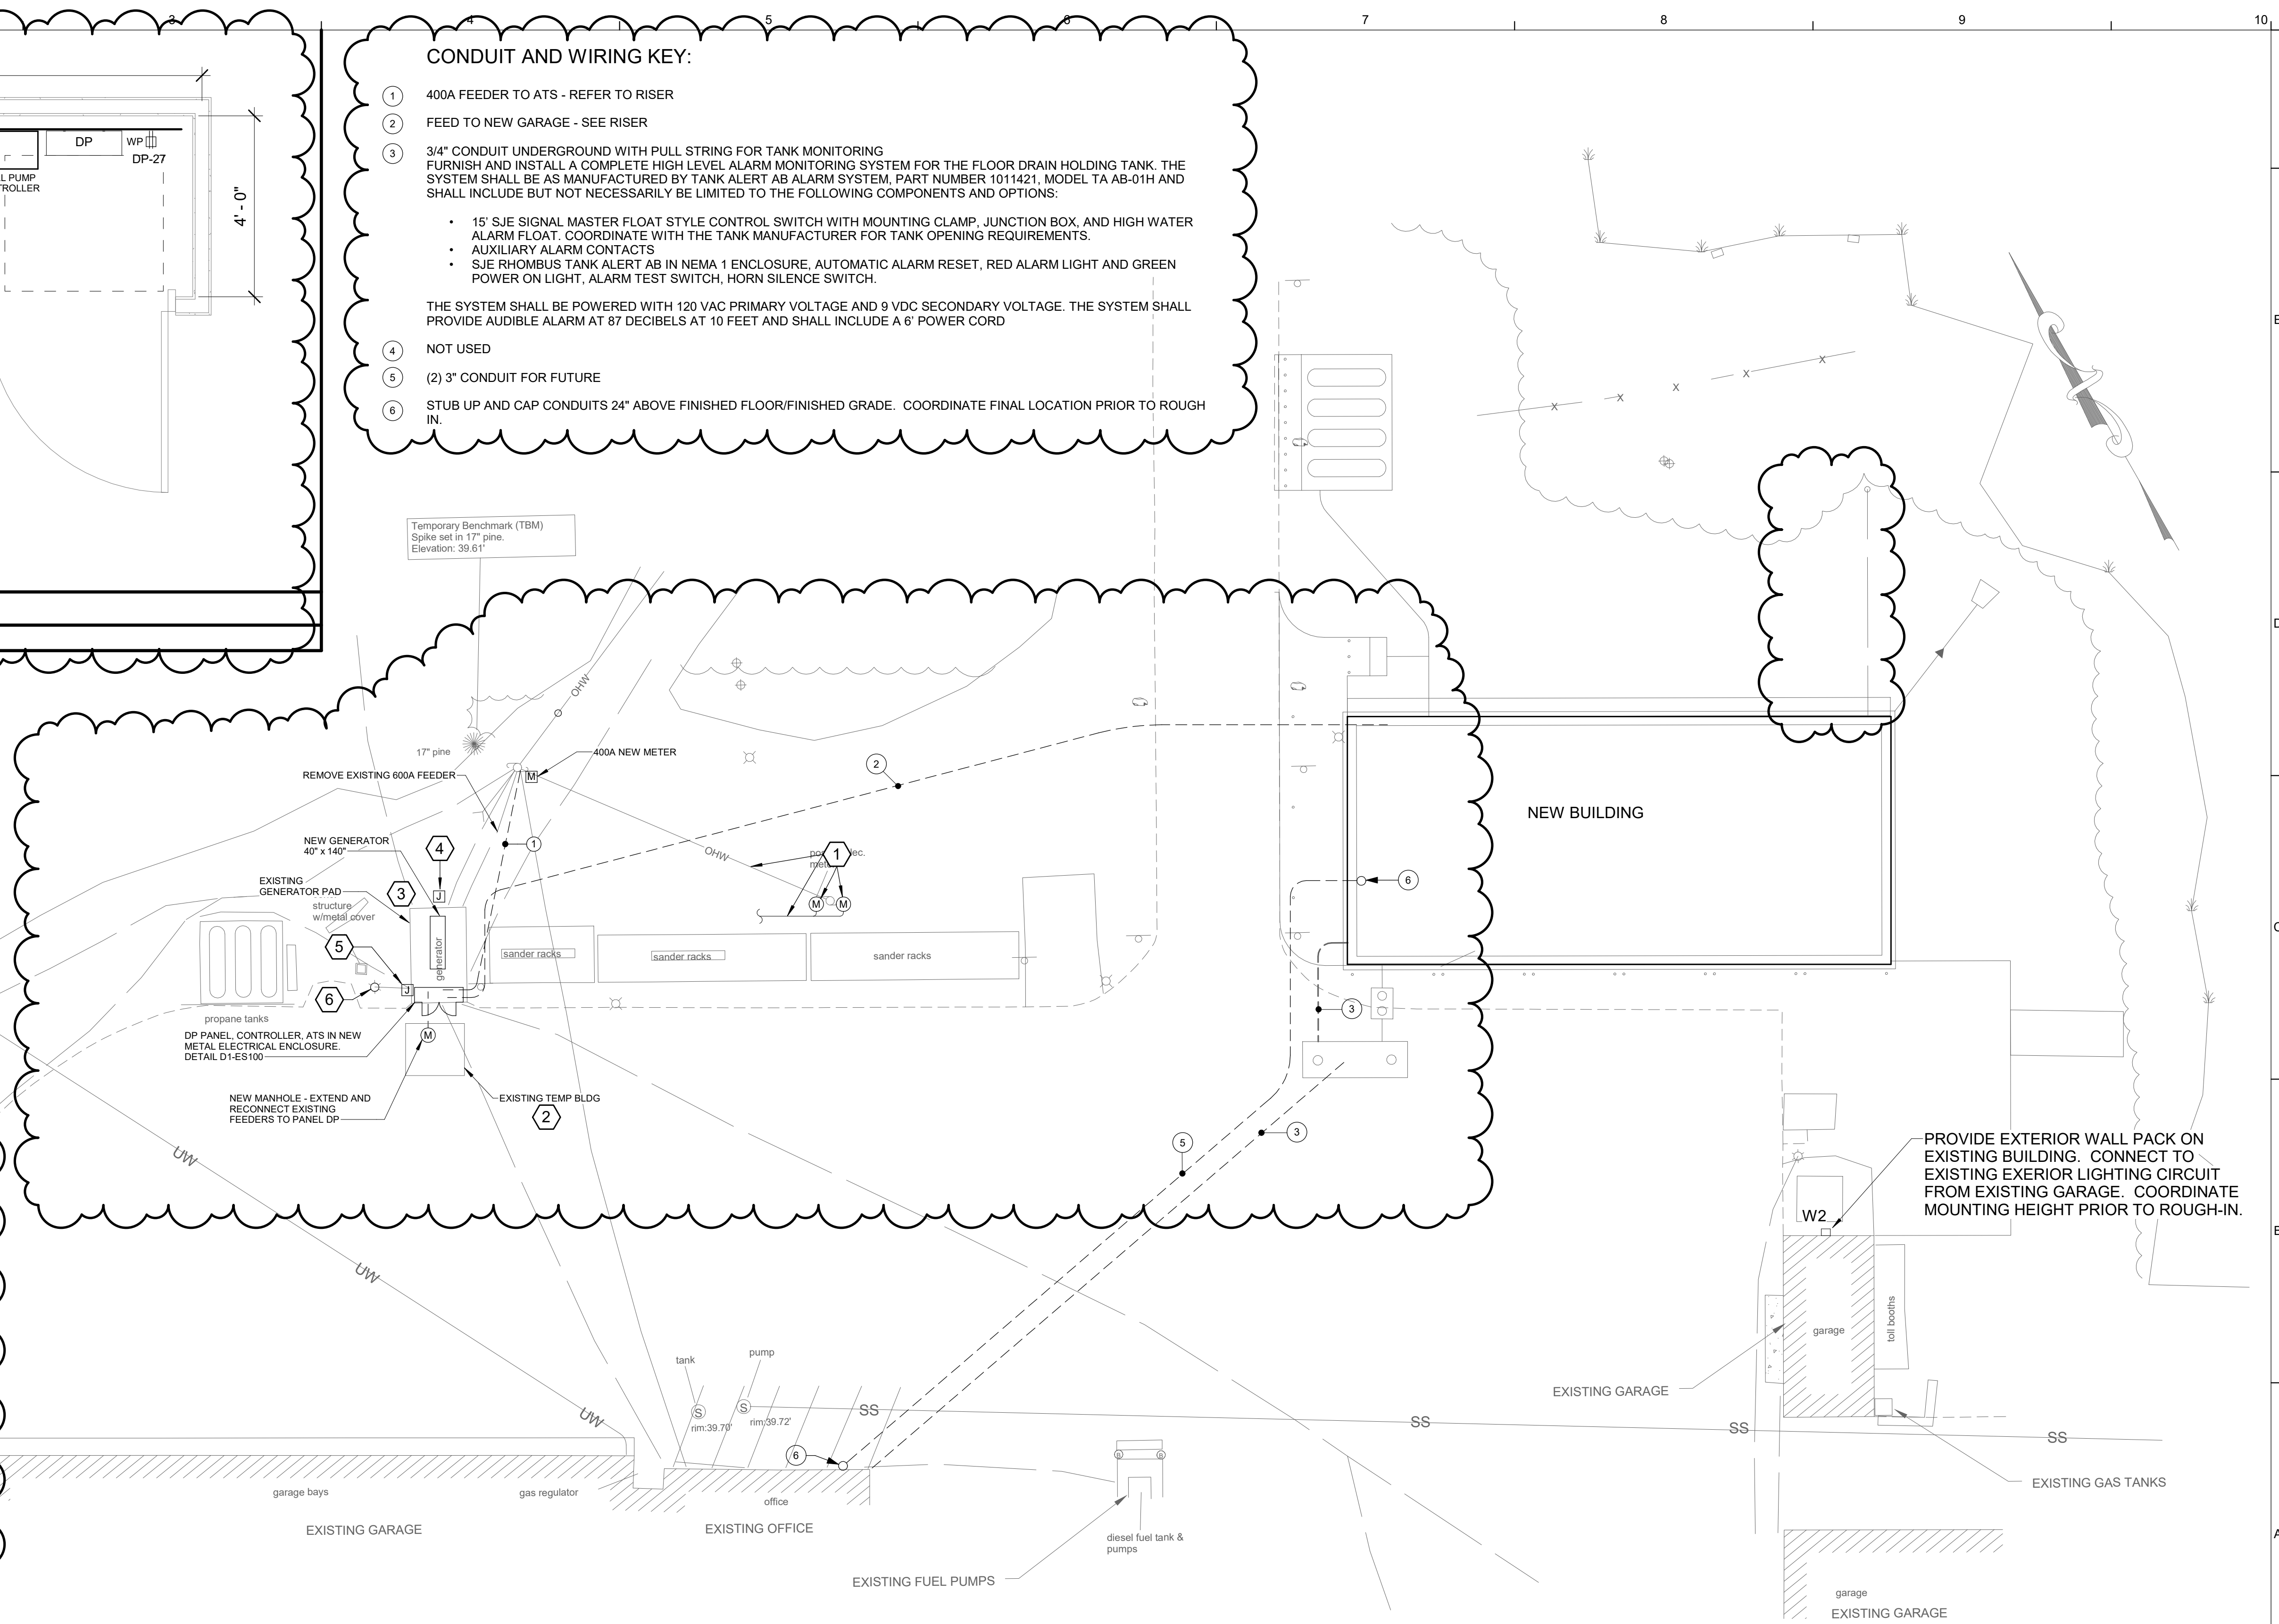 3
4
5
6
7
8
9
10
CONDUIT AND WIRING KEY:
1 400A FEEDER TO ATS - REFER TO RISER
2 FEED TO NEW GARAGE - SEE RISER
3 3/4" CONDUIT UNDERGROUND WITH PULL STRING FOR TANK MONITORING
FURNISH AND INSTALL A COMPLETE HIGH LEVEL ALARM MONITORING SYSTEM FOR THE FLOOR DRAIN HOLDING TANK. THE
SYSTEM SHALL BE AS MANUFACTURED BY TANK ALERT AB ALARM SYSTEM, PART NUMBER 1011421, MODEL TA AB-01H AND
SHALL INCLUDE BUT NOT NECESSARILY BE LIMITED TO THE FOLLOWING COMPONENTS AND OPTIONS:
• 15' SJE SIGNAL MASTER FLOAT STYLE CONTROL SWITCH WITH MOUNTING CLAMP, JUNCTION BOX, AND HIGH WATER
ALARM FLOAT. COORDINATE WITH THE TANK MANUFACTURER FOR TANK OPENING REQUIREMENTS.
• AUXILIARY ALARM CONTACTS
• SJE RHOMBUS TANK ALERT AB IN NEMA 1 ENCLOSURE, AUTOMATIC ALARM RESET, RED ALARM LIGHT AND GREEN
POWER ON LIGHT, ALARM TEST SWITCH, HORN SILENCE SWITCH.
THE SYSTEM SHALL BE POWERED WITH 120 VAC PRIMARY VOLTAGE AND 9 VDC SECONDARY VOLTAGE. THE SYSTEM SHALL
PROVIDE AUDIBLE ALARM AT 87 DECIBELS AT 10 FEET AND SHALL INCLUDE A 6' POWER CORD
4 NOT USED
5 (2) 3" CONDUIT FOR FUTURE
6 STUB UP AND CAP CONDUITS 24" ABOVE FINISHED FLOOR/FINISHED GRADE. COORDINATE FINAL LOCATION PRIOR TO ROUGH
IN.
DP
WP
DP-27
L PUMP
TROLLER
4' - 0"
E
D
C
B
A
X
X
X
X
X
Temporary Benchmark (TBM)
Spike set in 17" pine.
Elevation: 39.61'
OHW
17" pine
400A NEW METER
REMOVE EXISTING 600A FEEDER
M
2
NEW BUILDING
NEW GENERATOR
40" x 140"
4
1
OHW
1
EXISTING
GENERATOR PAD
3
J
structure
w/metal cover
M
M
6
5
generator
sander racks
sander racks
sander racks
6
J
propane tanks
3
DP PANEL, CONTROLLER, ATS IN NEW
METAL ELECTRICAL ENCLOSURE.
DETAIL D1-ES100
M
NEW MANHOLE - EXTEND AND
RECONNECT EXISTING
FEEDERS TO PANEL DP
EXISTING TEMP BLDG
2
5
3
UW
UW
UW
PROVIDE EXTERIOR WALL PACK ON
EXISTING BUILDING. CONNECT TO
EXISTING EXERIOR LIGHTING CIRCUIT
FROM EXISTING GARAGE. COORDINATE
MOUNTING HEIGHT PRIOR TO ROUGH-IN.
W2
garage
toll booths
EXISTING GARAGE
tank
pump
S
S
rim:39.70'
rim:39.72'
SS
SS
SS
SS
6
garage bays
gas regulator
office
EXISTING GARAGE
EXISTING OFFICE
diesel fuel tank &
pumps
EXISTING FUEL PUMPS
EXISTING GAS TANKS
garage
EXISTING GARAGE